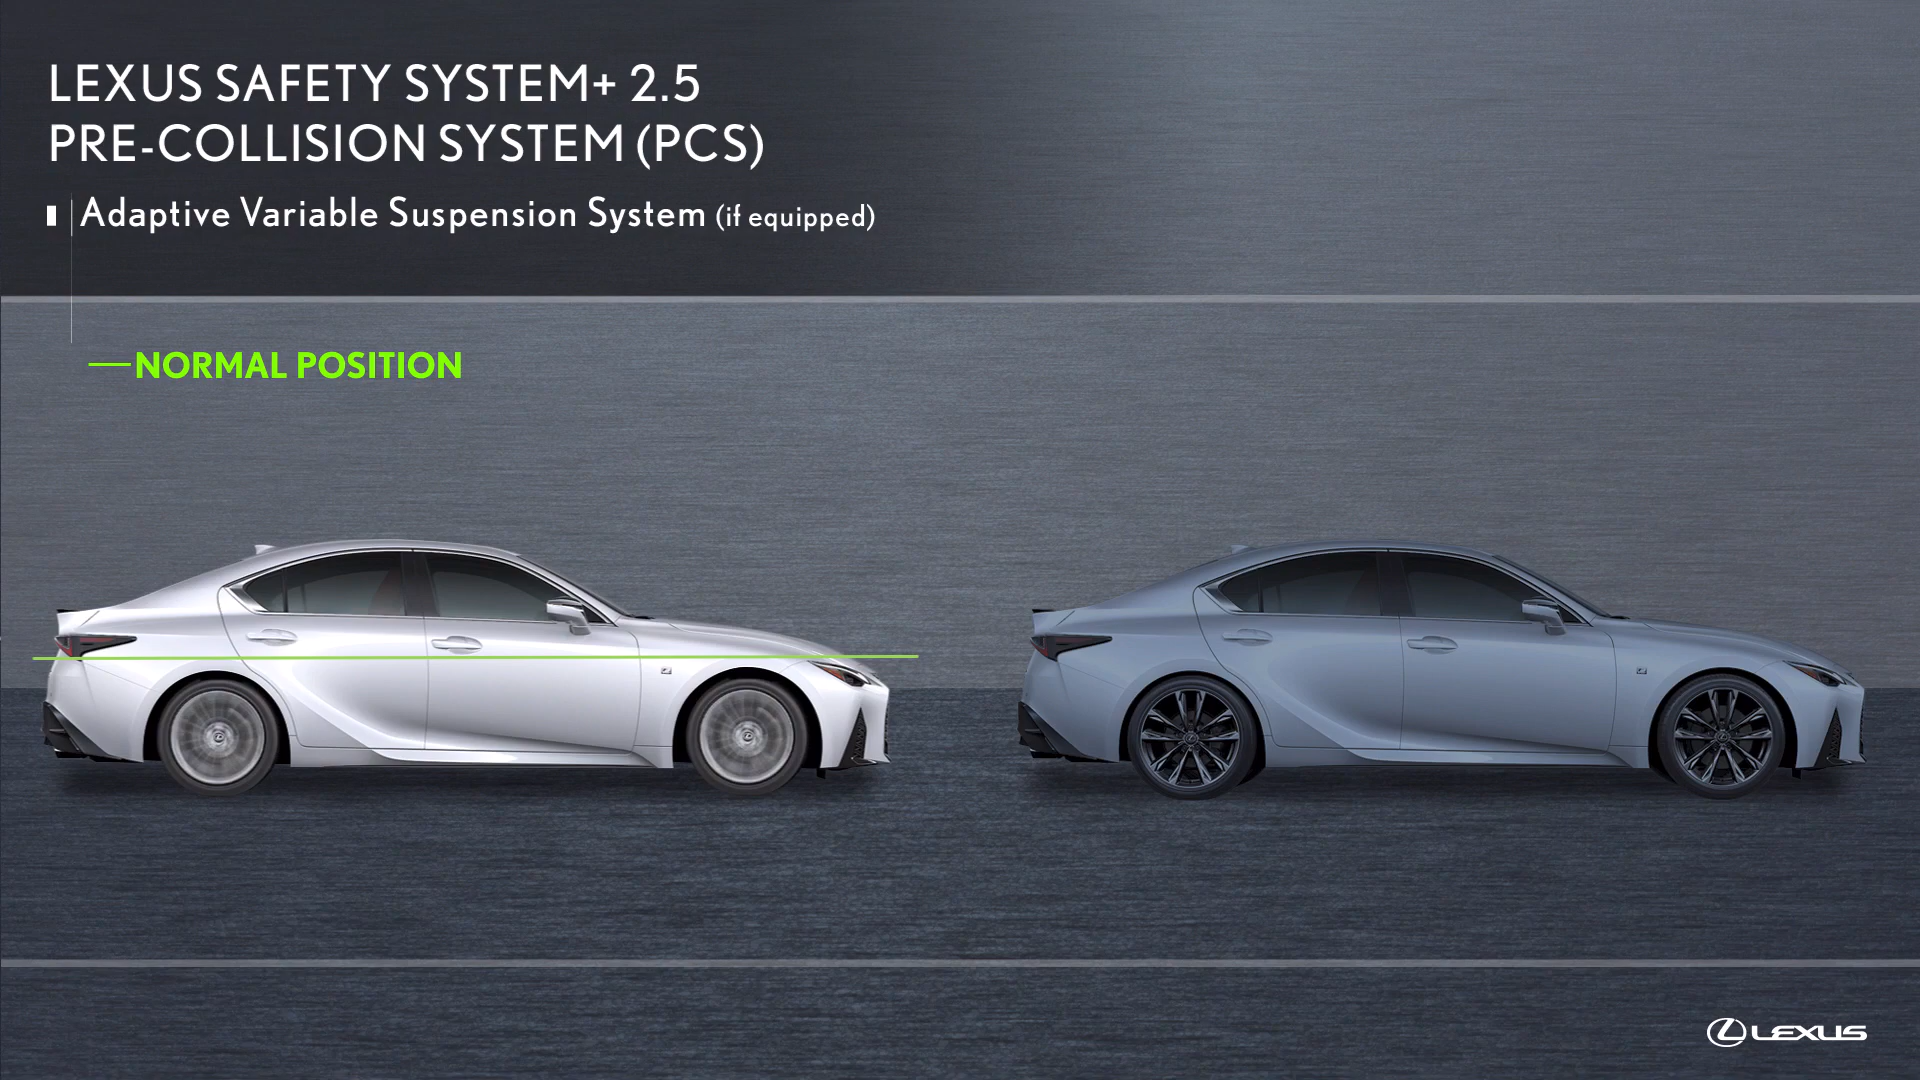 LEXUS SAFETY SYSTEM+ 2.5
PRE-COLLISION SYSTEM (PCS)
Adaptive Variable Suspension System (if equipped)
NORMAL POSITION
LEXUS